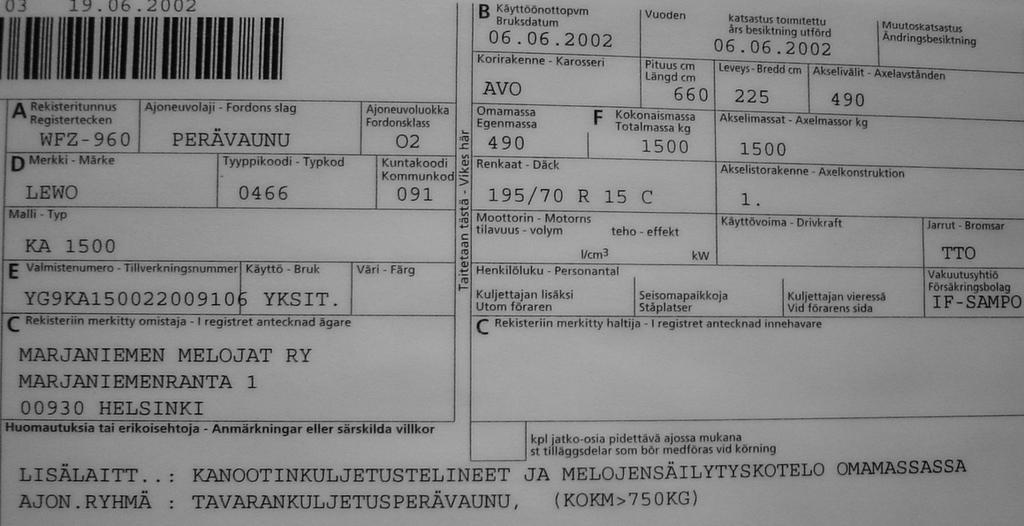 03 19.06.2002
A Rekisteritunnus Registertecken
WFZ-960
Ajoneuvolaji - Fordons slag
PERÄVAUNU
Ajoneuvoluokka Fordonsklass
O2
D Merkki - Märke
LEWO
Tyyppikoodi - Typkod
0466
Kuntakoodi Kommunkod
091
Malli - Typ
KA 1500
E Valmistenumero - Tillverkningsnummer
YG9KA150022009106
Käyttö - Bruk
YKSIT.
Väri - Färg
C Rekisteriin merkitty omistaja - I registret antecknad ägare
MARJANIEMEN MELOJAT RY
MARJANIEMENRANTA 1
00930 HELSINKI
Taitetaan tästä - Vikes här
B Käyttöönottopvm
Bruksdatum
06.06.2002
Vuoden katsastus toimitettu
års besiktning utförd
06.06.2002
Muutoskatsastus
Ändringsbesiktning
Korirakenne - Karosseri
AVO
Pituus cm
Längd cm
660
Leveys - Bredd cm
225
Akselivälit - Axelavstånden
490
Omamassa
Egenmassa
490
F Kokonaismassa
Totalmassa kg
1500
Akselimassat - Axelmassor kg
1500
Renkaat - Däck
195/70 R 15 C
Akselistorakenne - Axelkonstruktion
1.
Moottorin - Motorns
tilavuus - volym teho - effekt
l/cm³ kW
Käyttövoima - Drivkraft
Jarrut - Bromsar
TTO
Henkilöluku - Personantal
Kuljettajan lisäksi
Utom föraren
Seisomapaikkoja
Ståplatser
Kuljettajan vieressä
Vid förarens sida
Vakuutusyhtiö
Försäkringsbolag
IF-SAMPO
C Rekisteriin merkitty haltija - I registret antecknad innehavare
Huomautuksia tai erikoisehtoja - Anmärkningar eller särskilda villkor
kpl jatko-osia pidettävä ajossa mukana
st tilläggsdelar som bör medföras vid körning
LISÄLAITT..: KANOOTINKULJETUSTELINEET JA MELOJENSÄILYTYSKOTELO OMAMASSASSA
AJON.RYHMÄ : TAVARANKULJETUSPERÄVAUNU, (KOKM>750KG)